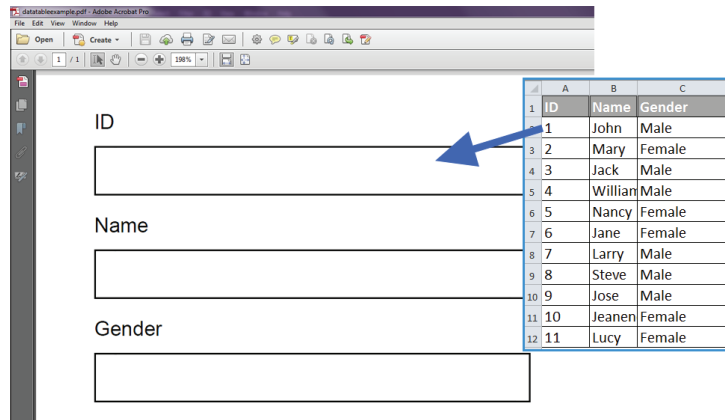 datatableexample.pdf - Adobe Acrobat Pro
File Edit View Window Help
Open Create
1 / 1 198%
ID
Name
Gender
A B C
1 ID Name Gender
1 John Male
3 2 Mary Female
4 3 Jack Male
5 4 William Male
6 5 Nancy Female
7 6 Jane Female
8 7 Larry Male
9 8 Steve Male
10 9 Jose Male
11 10 Jeanen Female
12 11 Lucy Female